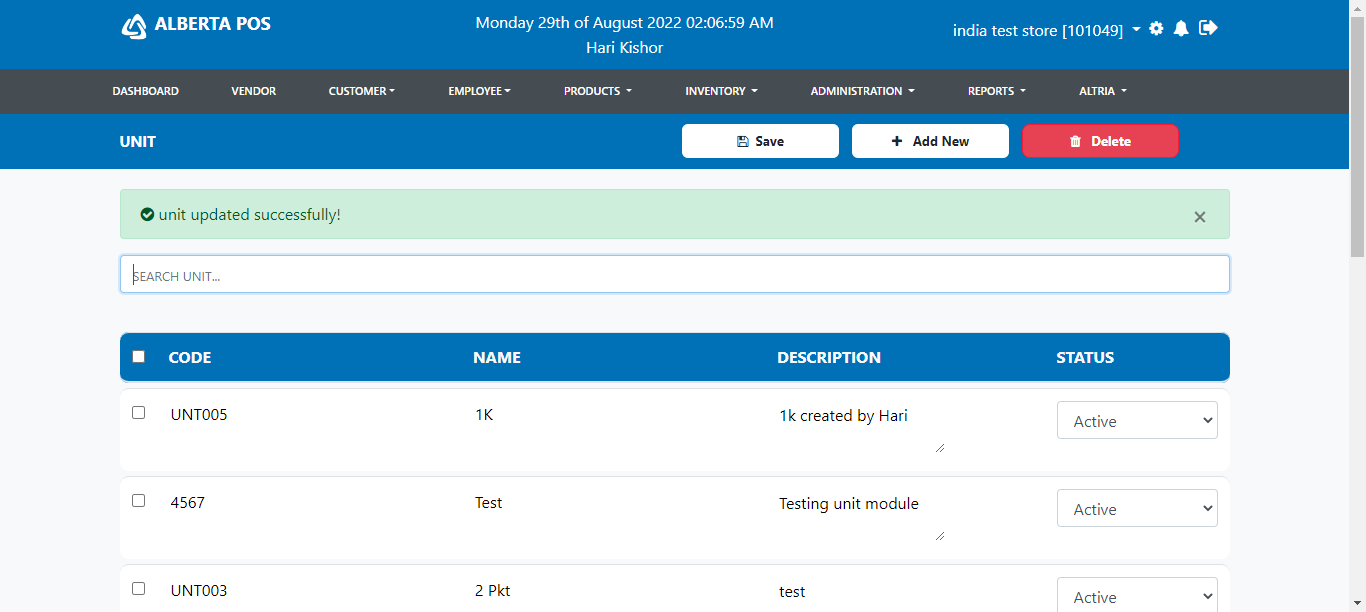 ALBERTA POS
Monday 29th of August 2022 02:06:59 AM
Hari Kishor
india test store [101049]
DASHBOARD VENDOR CUSTOMER EMPLOYEE PRODUCTS INVENTORY ADMINISTRATION REPORTS ALTRIA
UNIT Save Add New Delete
unit updated successfully! ×
SEARCH UNIT...
CODE NAME DESCRIPTION STATUS
UNT005 1K 1k created by Hari Active
4567 Test Testing unit module Active
UNT003 2 Pkt test Active